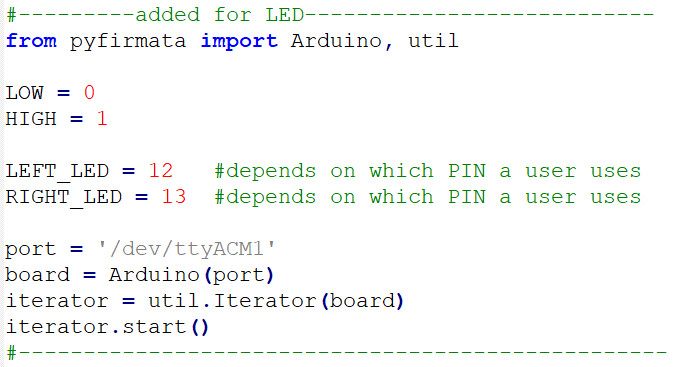 #---------added for LED---------------------------
from pyfirmata import Arduino, util
LOW = 0
HIGH = 1
LEFT_LED = 12   #depends on which PIN a user uses
RIGHT_LED = 13  #depends on which PIN a user uses
port = '/dev/ttyACM1'
board = Arduino(port)
iterator = util.Iterator(board)
iterator.start()
#--------------------------------------------------